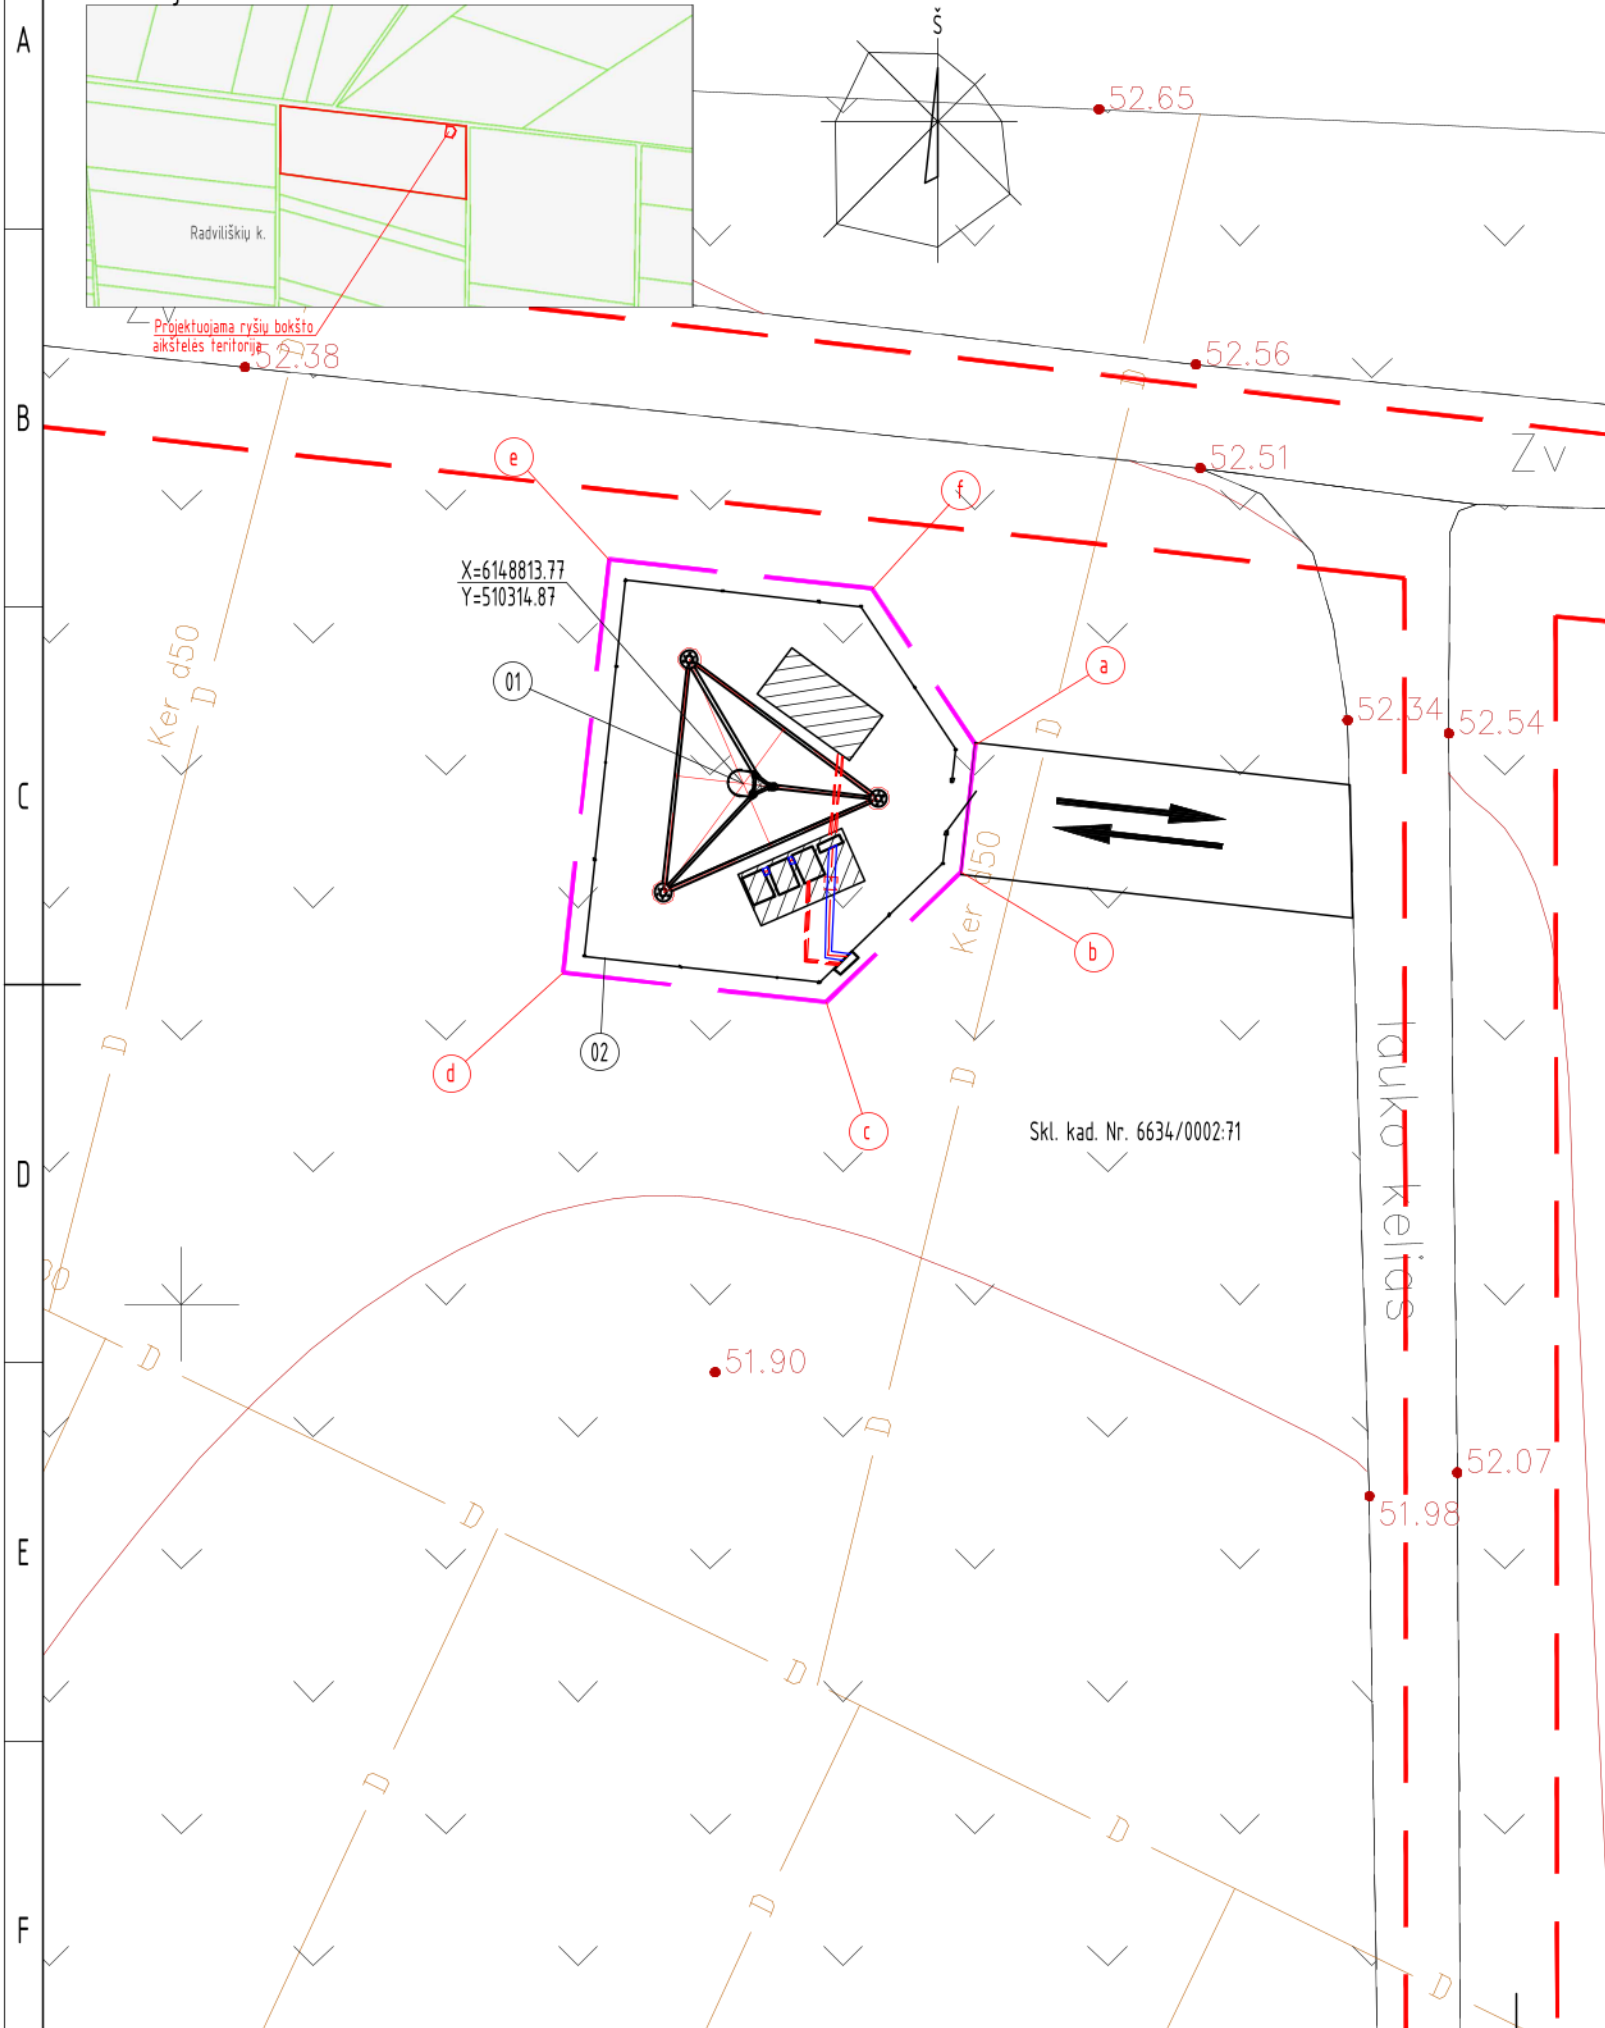 A
Š
52.65
Radviliškių k.
Zv
Projektuojama ryšių bokšto
aikštelės teritorija
D
52.38
52.56
D
B
52.51
Zv
e
f
X=6148813.77
Y=510314.87
Ker d50
D
01
a
D
52.34
52.54
C
Ker d50
b
D
02
d
D
c
Skl. kad. Nr. 6634/0002:71
lauko kelias
D
D
51.90
D
52.07
51.98
D
E
D
D
D
D
F
D